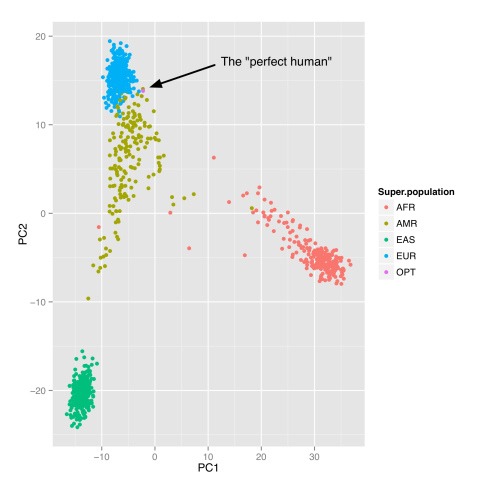 The "perfect human"
20
10
0
−10
−20
PC2
−10
0
10
20
30
PC1
Super.population
AFR
AMR
EAS
EUR
OPT